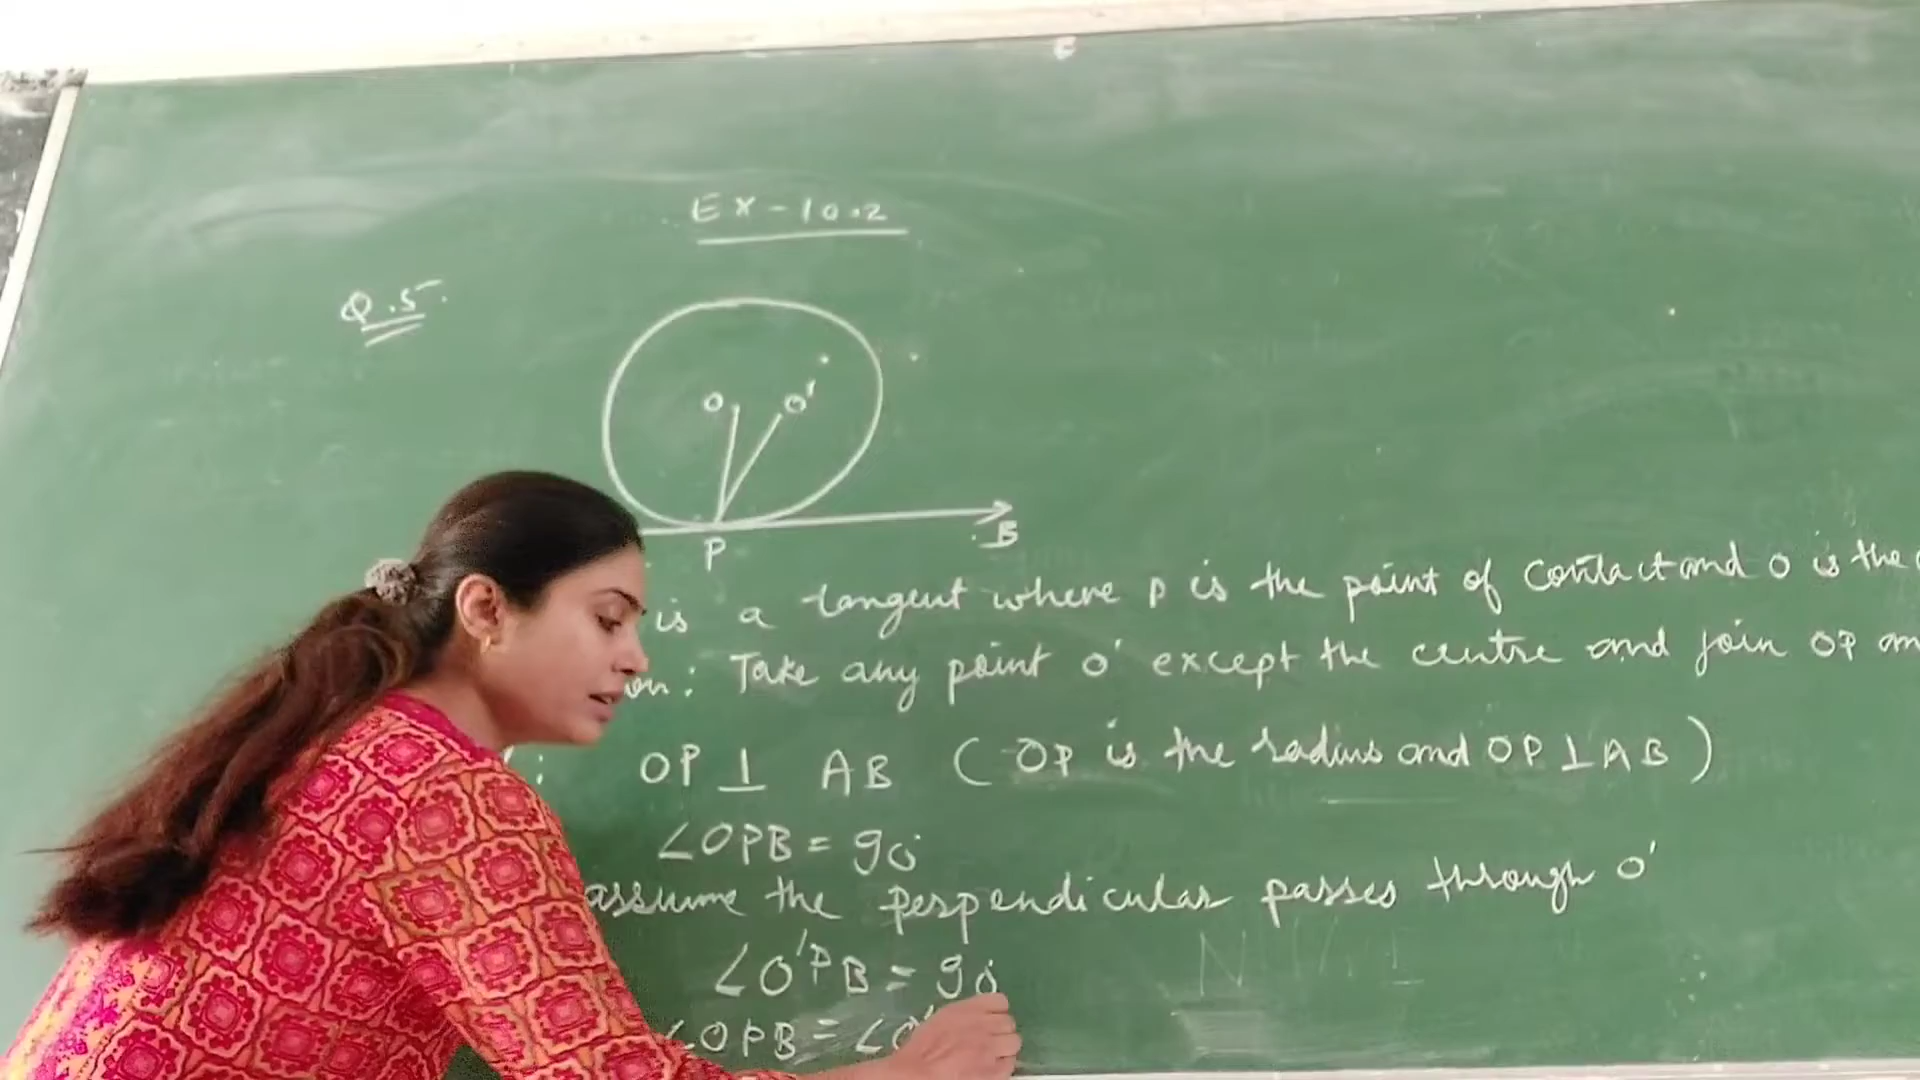 EX-10.2
Q.5.
O O'
P B
is a tangent where P is the point of contact and O is the
on: Take any point O' except the centre and join OP an
: OP ⊥ AB ( OP is the radius and OP ⊥ AB )
∠OPB = 90°
assume the perpendicular passes through O'
∠O'PB = 90°
∠OPB = ∠O'